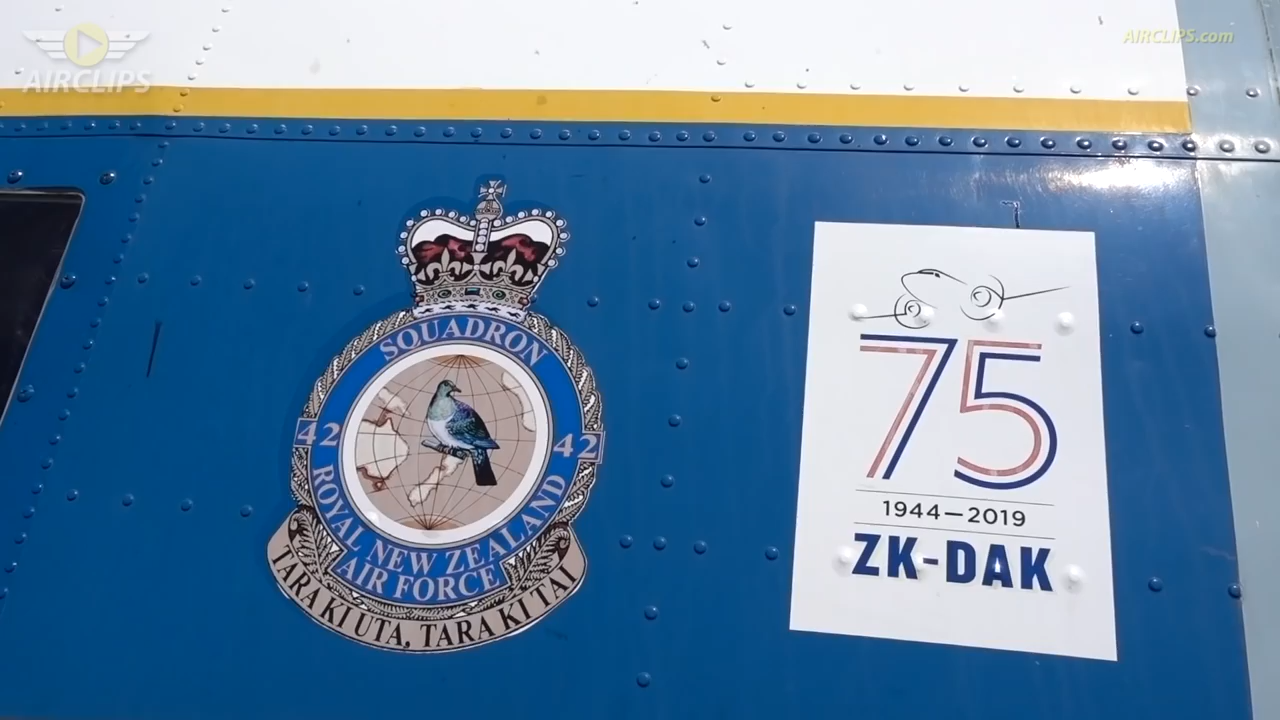 AIRCLIPS
AIRCLIPS.com
SQUADRON
42 42
ROYAL NEW ZEALAND
AIR FORCE
TARA KI UTA, TARA KI TAI
75
1944—2019
ZK-DAK